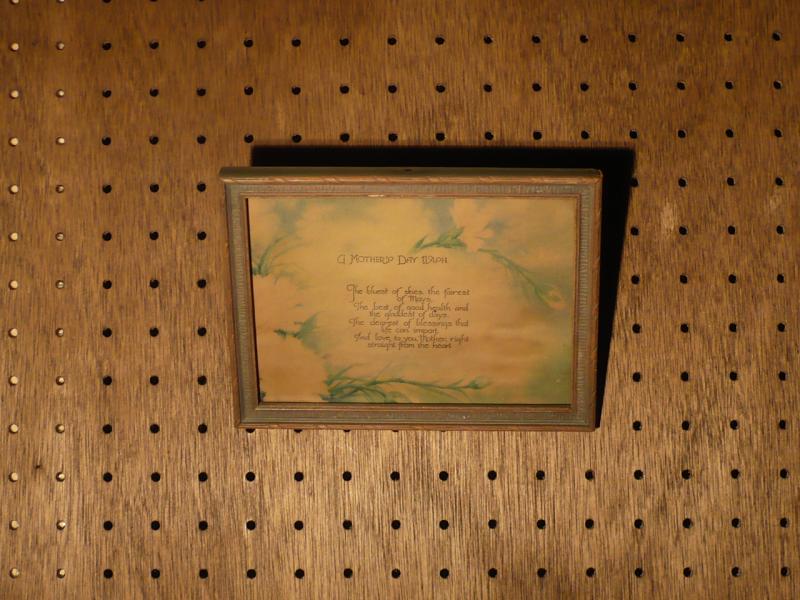 A MOTHER'S DAY WISH
The bluest of skies, the fairest
of Mays,
The best of good health and
the gladdest of days,
The dearest of blessings that
life can impart,
And love to you, Mother, right
straight from the heart